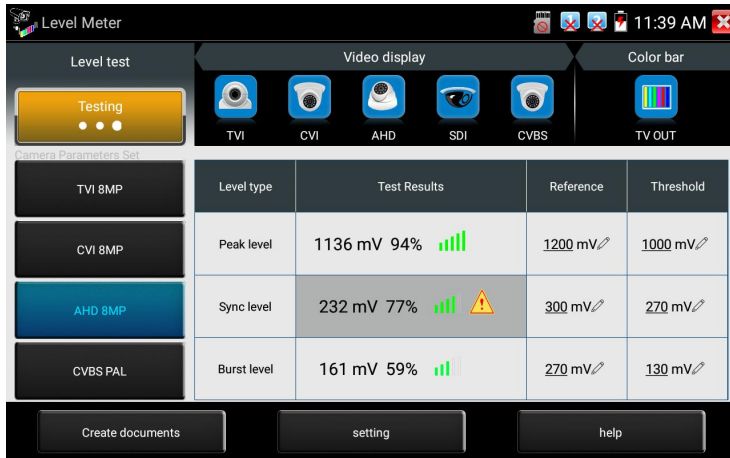 Level Meter
11:39 AM
Level test
Video display
Color bar
Testing
TVI
CVI
AHD
SDI
CVBS
TV OUT
Camera Parameters Set
TVI 8MP
CVI 8MP
AHD 8MP
CVBS PAL
Level type
Test Results
Reference
Threshold
Peak level
1136 mV 94%
1200 mV
1000 mV
Sync level
232 mV 77%
300 mV
270 mV
Burst level
161 mV 59%
270 mV
130 mV
Create documents
setting
help